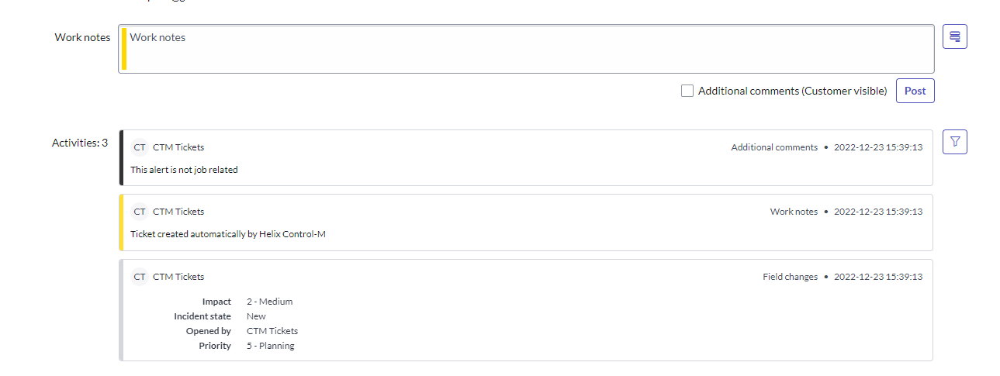 Work notes
Work notes
Additional comments (Customer visible)
Post
Activities: 3
CT CTM Tickets
Additional comments • 2022-12-23 15:39:13
This alert is not job related
CT CTM Tickets
Work notes • 2022-12-23 15:39:13
Ticket created automatically by Helix Control-M
CT CTM Tickets
Field changes • 2022-12-23 15:39:13
Impact 2 - Medium
Incident state New
Opened by CTM Tickets
Priority 5 - Planning